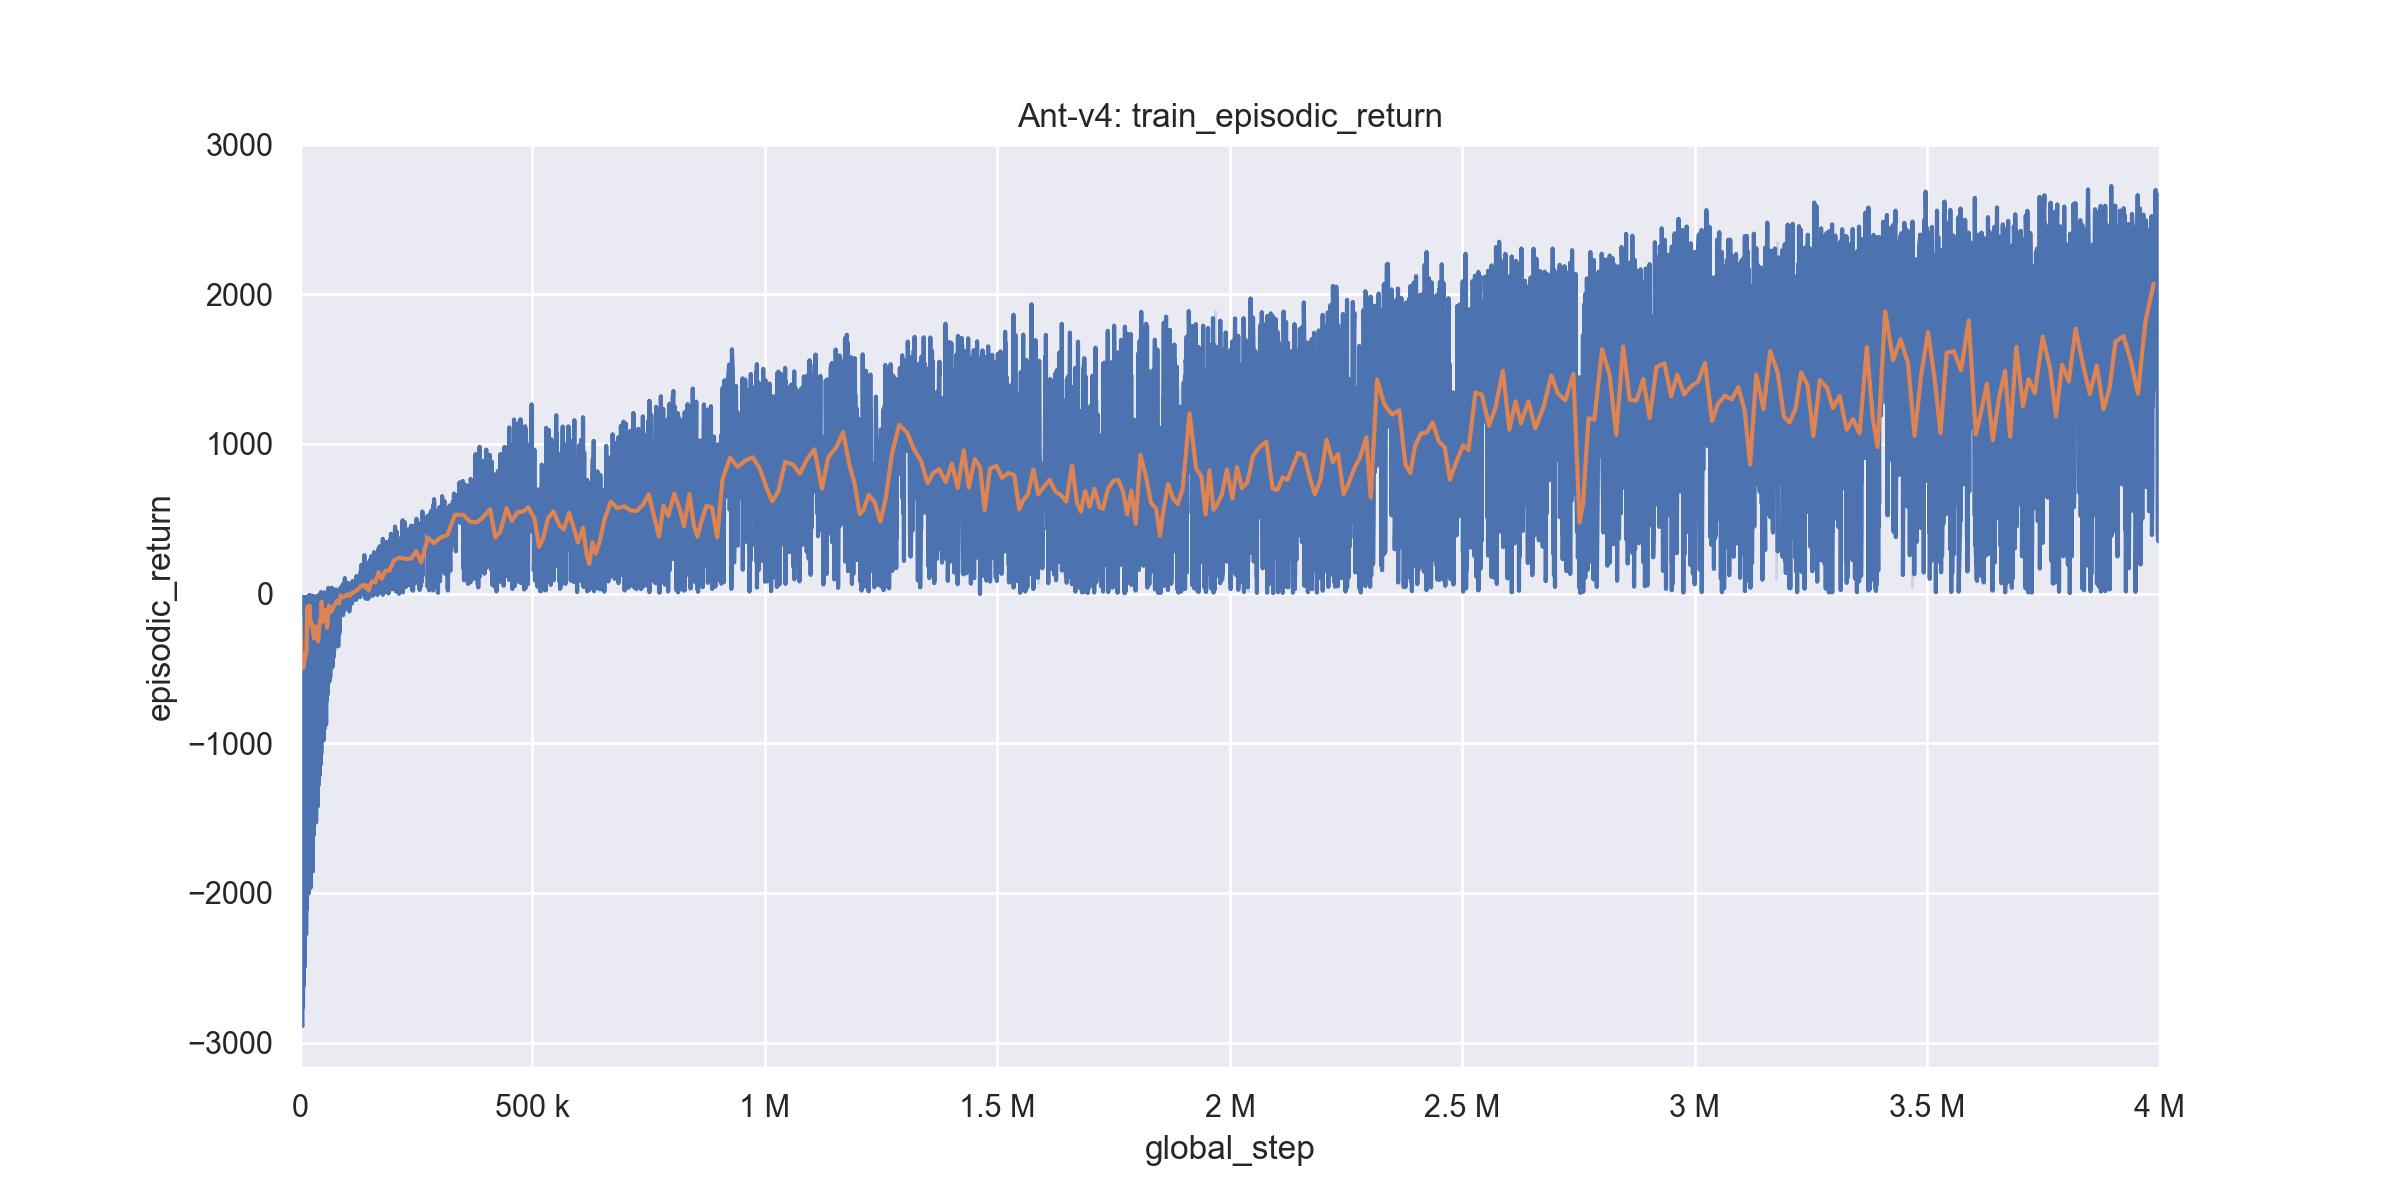 Ant-v4: train_episodic_return
3000
2000
1000
0
−1000
−2000
−3000
episodic_return
0 500 k 1 M 1.5 M 2 M 2.5 M 3 M 3.5 M 4 M
global_step